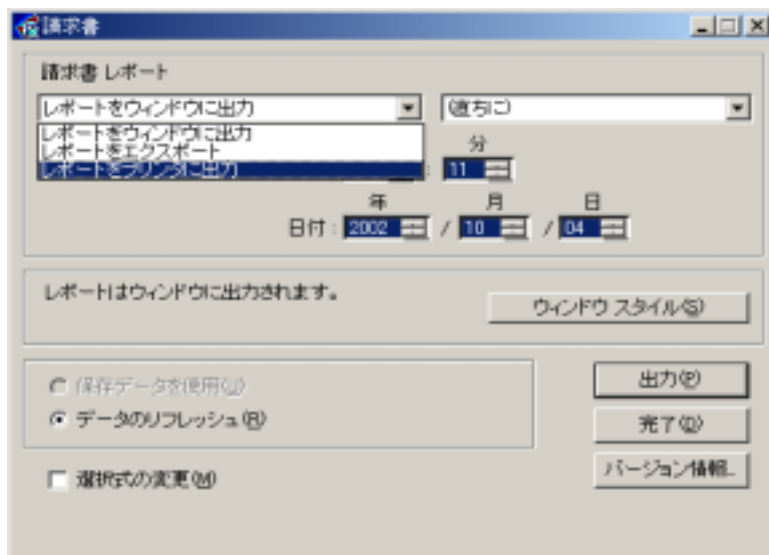 請求書
請求書 レポート
レポートをウィンドウに出力
(直ちに)
レポートをウィンドウに出力
レポートをエクスポート
レポートをプリンタに出力
分
: 11
年 月 日
日付 : 2002 / 10 / 04
レポートはウィンドウに出力されます。
ウィンドウ スタイル(S)
保存データを使用(U)
データのリフレッシュ(R)
選択式の変更(M)
出力(P)
完了(D)
バージョン情報...